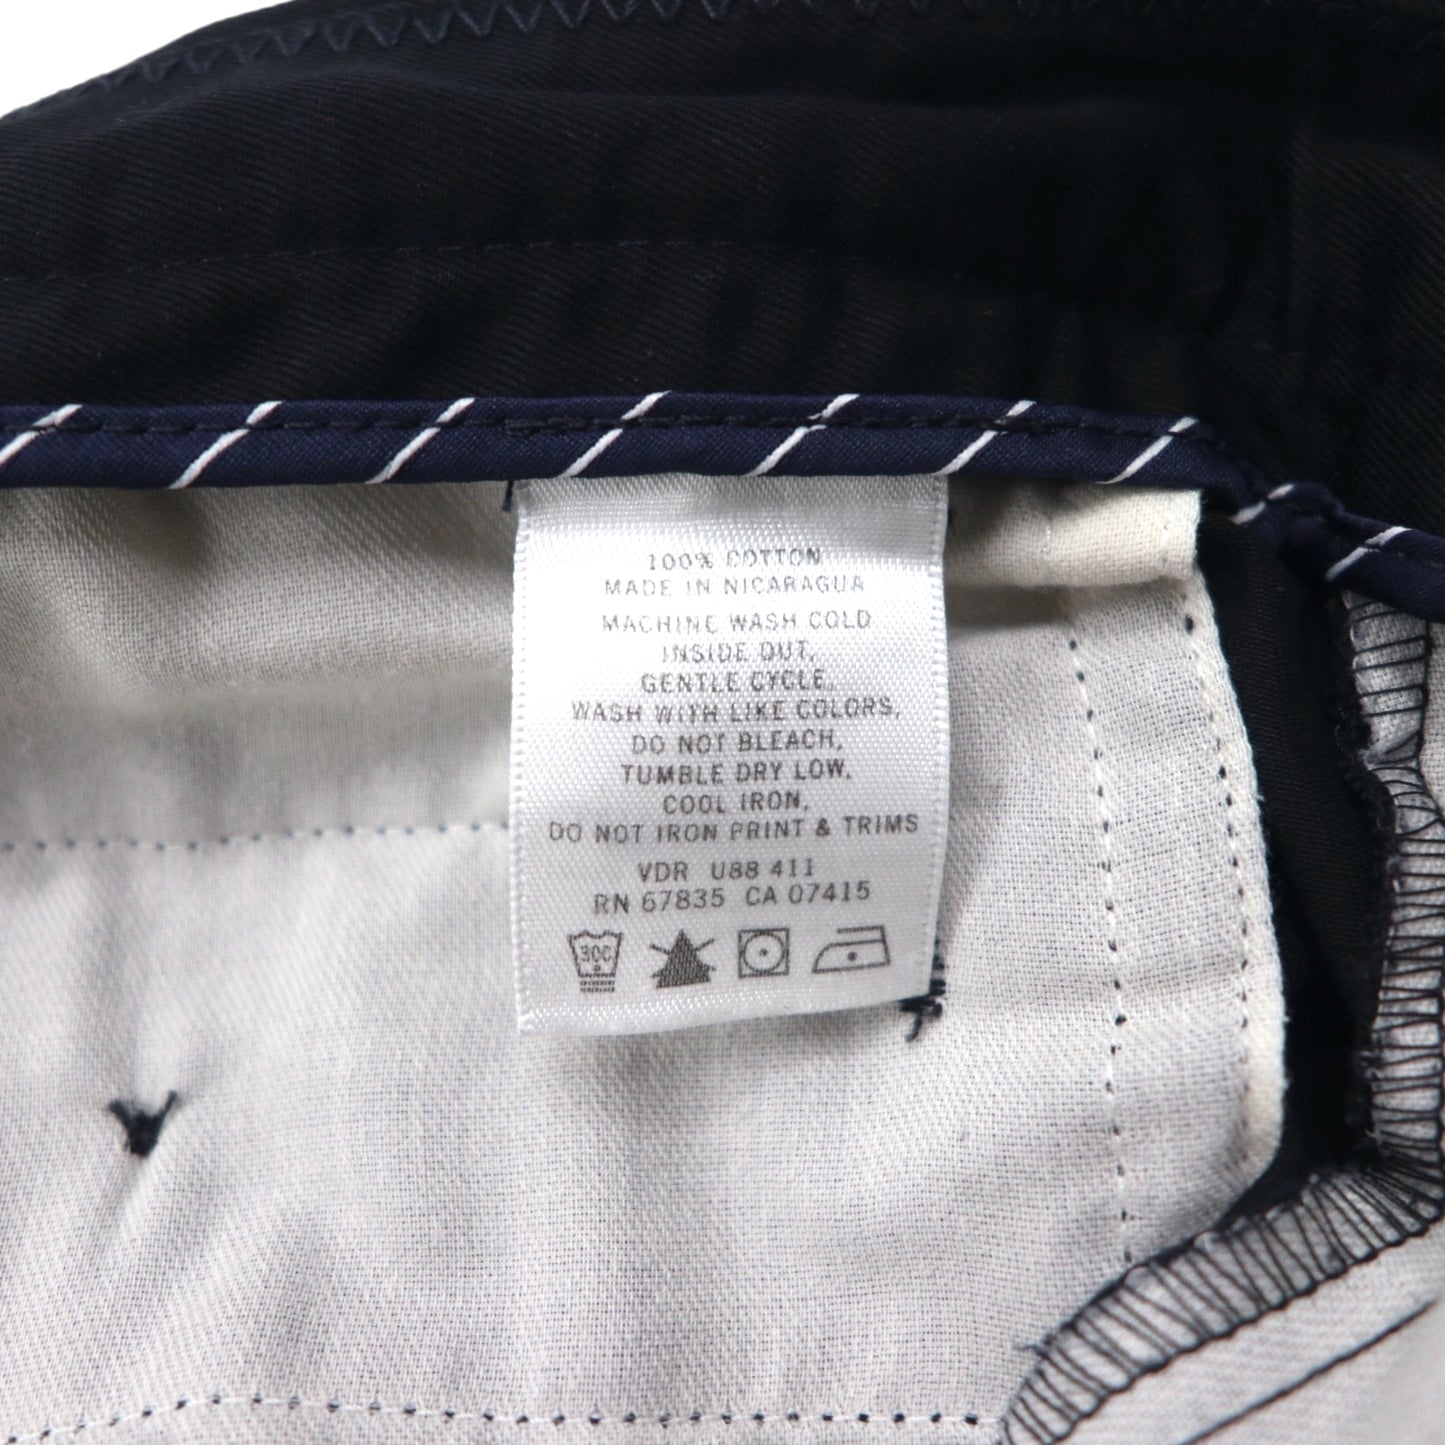 100% COTTON
MADE IN NICARAGUA
MACHINE WASH COLD
INSIDE OUT,
GENTLE CYCLE,
WASH WITH LIKE COLORS,
DO NOT BLEACH,
TUMBLE DRY LOW,
COOL IRON,
DO NOT IRON PRINT & TRIMS
VDR U88 411
RN 67835 CA 07415
30C